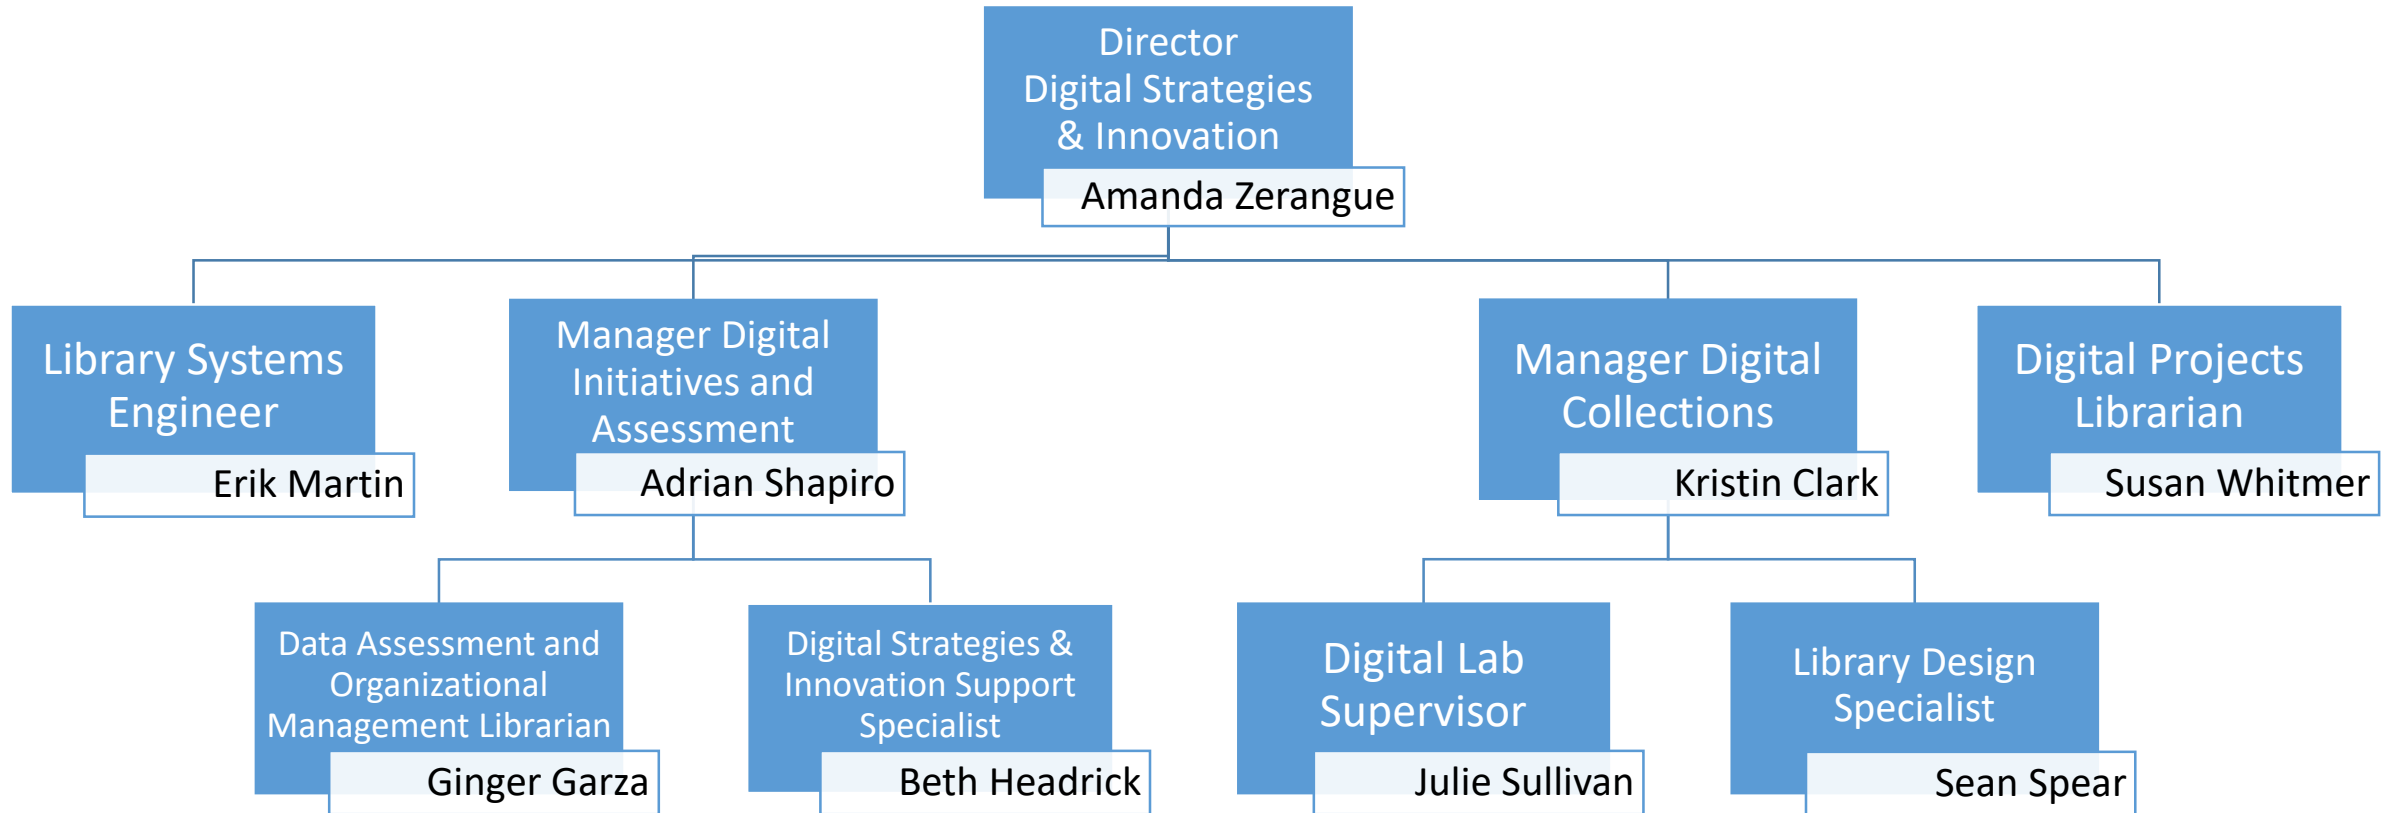 Director
Digital Strategies
& Innovation
Amanda Zerangue
Library Systems
Engineer
Erik Martin
Manager Digital
Initiatives and
Assessment
Adrian Shapiro
Manager Digital
Collections
Kristin Clark
Digital Projects
Librarian
Susan Whitmer
Data Assessment and
Organizational
Management Librarian
Ginger Garza
Digital Strategies &
Innovation Support
Specialist
Beth Headrick
Digital Lab
Supervisor
Julie Sullivan
Library Design
Specialist
Sean Spear